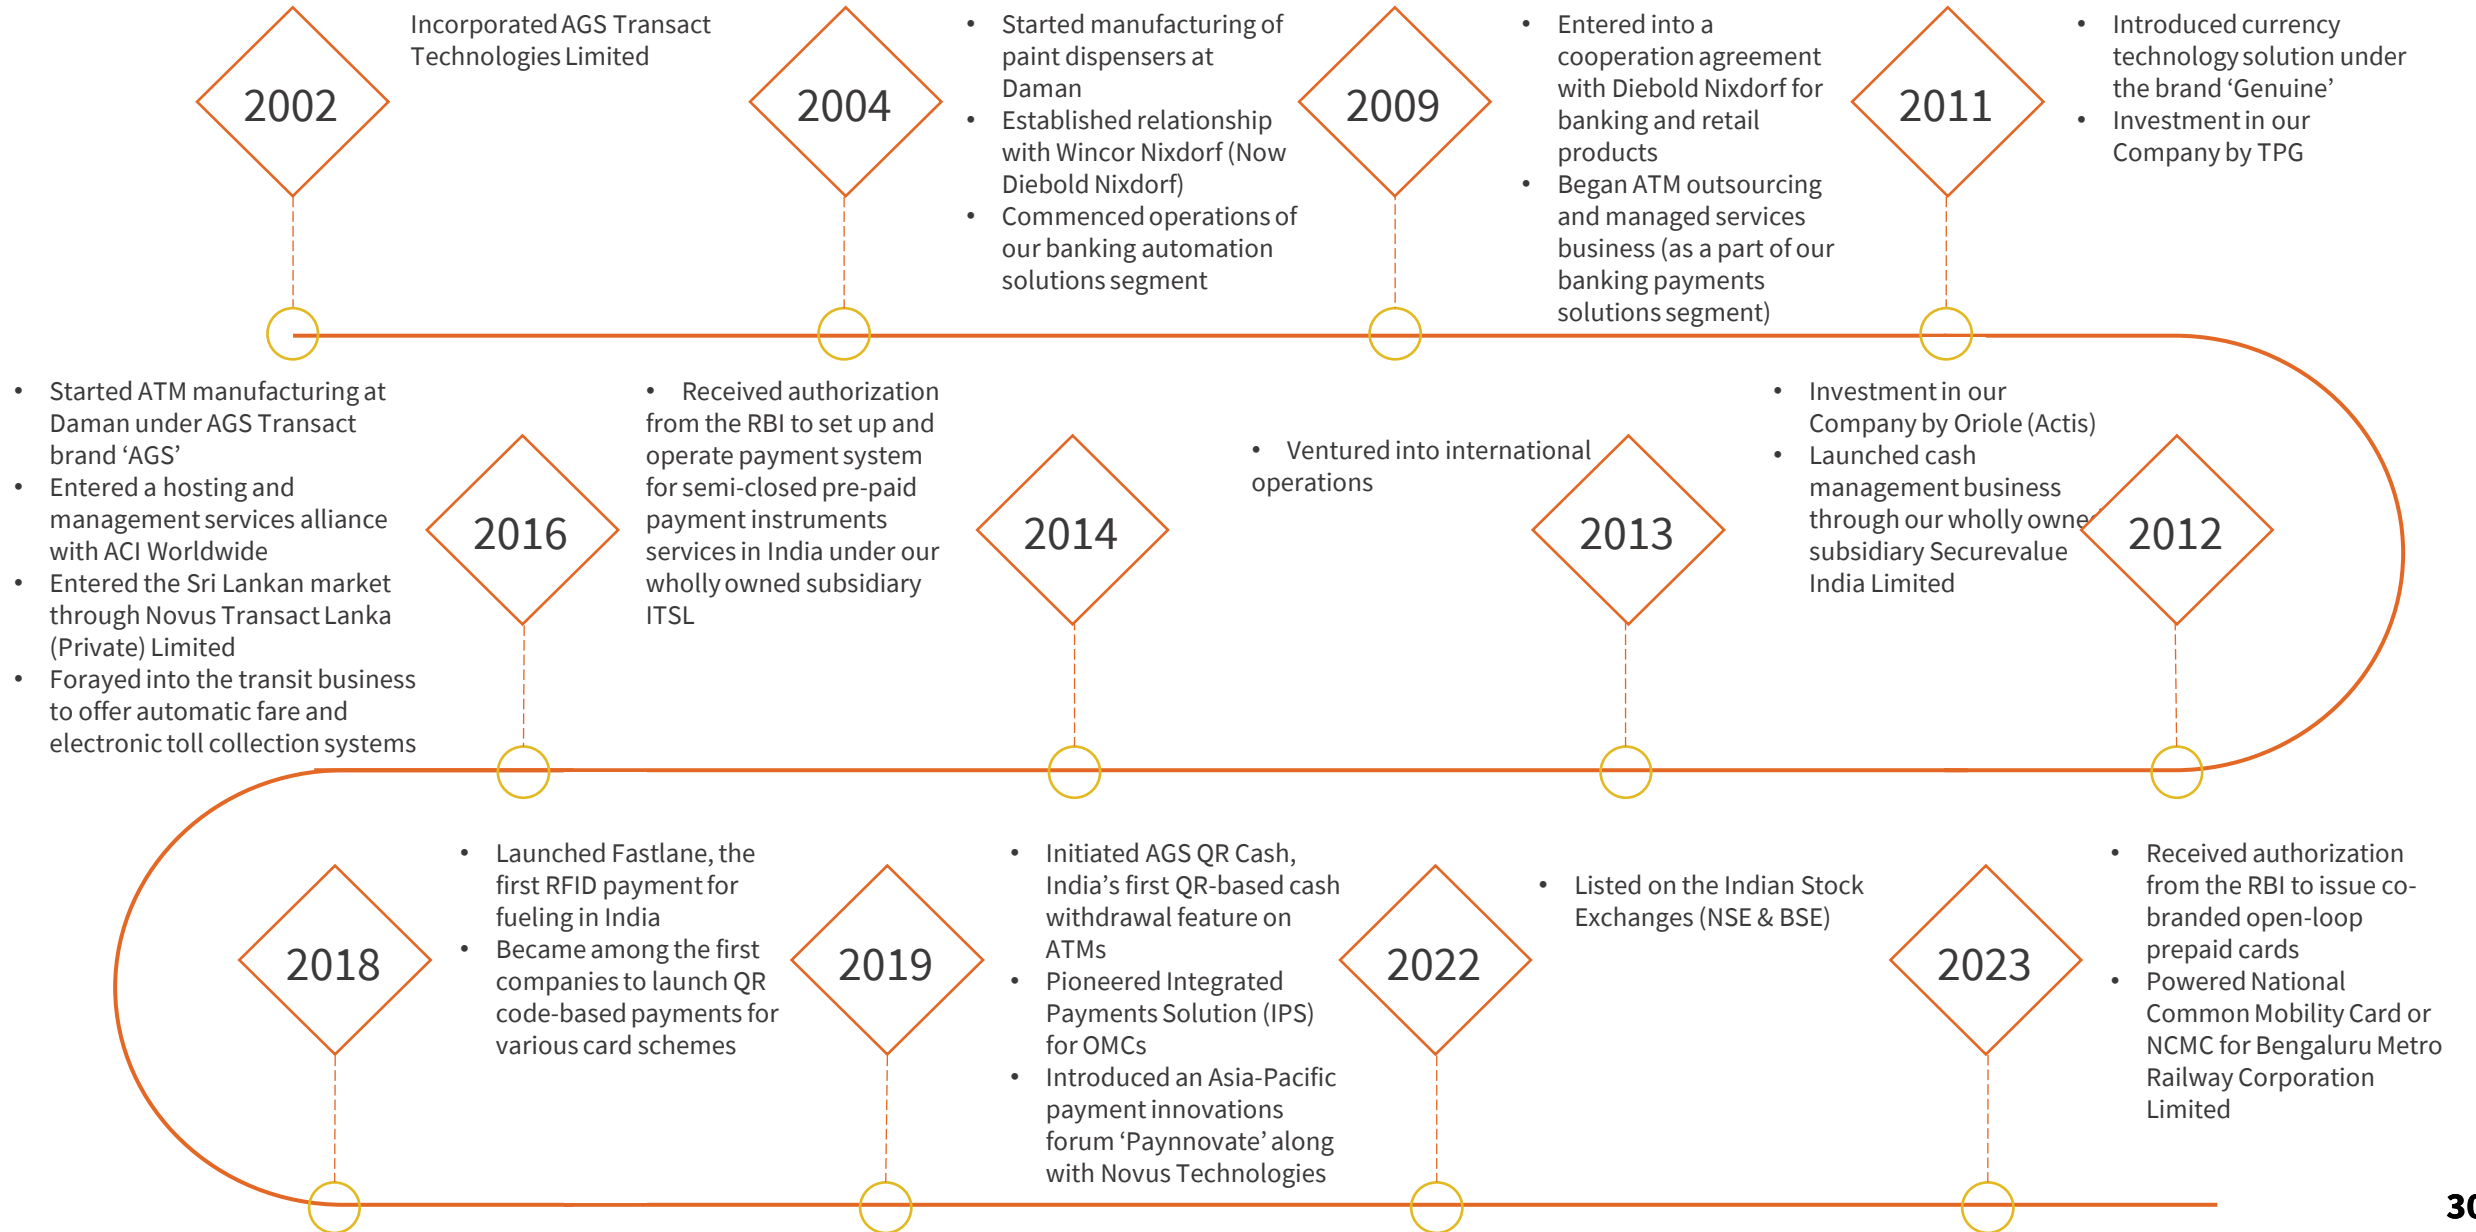 2002
Incorporated AGS Transact
Technologies Limited
2004
• Started manufacturing of
paint dispensers at
Daman
• Established relationship
with Wincor Nixdorf (Now
Diebold Nixdorf)
• Commenced operations of
our banking automation
solutions segment
2009
• Entered into a
cooperation agreement
with Diebold Nixdorf for
banking and retail
products
• Began ATM outsourcing
and managed services
business (as a part of our
banking payments
solutions segment)
2011
• Introduced currency
technology solution under
the brand ‘Genuine’
• Investment in our
Company by TPG
• Started ATM manufacturing at
Daman under AGS Transact
brand ‘AGS’
• Entered a hosting and
management services alliance
with ACI Worldwide
• Entered the Sri Lankan market
through Novus Transact Lanka
(Private) Limited
• Forayed into the transit business
to offer automatic fare and
electronic toll collection systems
2016
• Received authorization
from the RBI to set up and
operate payment system
for semi-closed pre-paid
payment instruments
services in India under our
wholly owned subsidiary
ITSL
2014
• Ventured into international
operations
2013
• Investment in our
Company by Oriole (Actis)
• Launched cash
management business
through our wholly owned
subsidiary Securevalue
India Limited
2012
2018
• Launched Fastlane, the
first RFID payment for
fueling in India
• Became among the first
companies to launch QR
code-based payments for
various card schemes
2019
• Initiated AGS QR Cash,
India’s first QR-based cash
withdrawal feature on
ATMs
• Pioneered Integrated
Payments Solution (IPS)
for OMCs
• Introduced an Asia-Pacific
payment innovations
forum ‘Paynnovate’ along
with Novus Technologies
2022
• Listed on the Indian Stock
Exchanges (NSE & BSE)
2023
• Received authorization
from the RBI to issue co-
branded open-loop
prepaid cards
• Powered National
Common Mobility Card or
NCMC for Bengaluru Metro
Railway Corporation
Limited
30